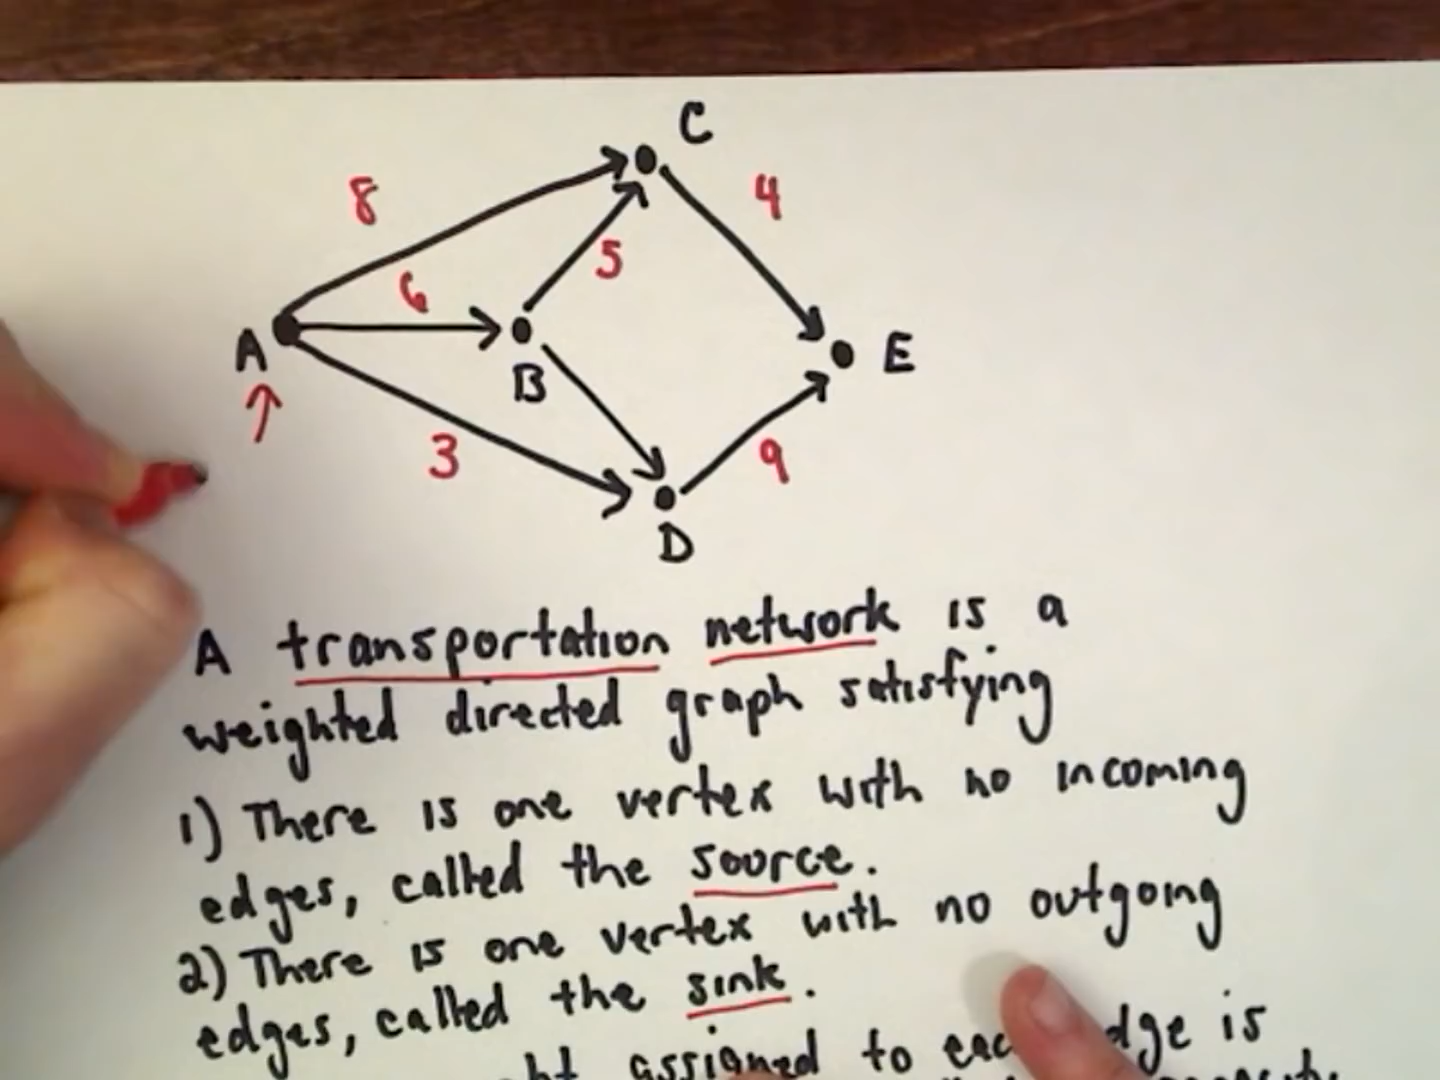 C
8
4
6
5
A
B
E
3
9
D
A transportation network is a
weighted directed graph satisfying
1) There is one vertex with no incoming
edges, called the source.
2) There is one vertex with no outgoing
edges, called the sink.
assigned to is